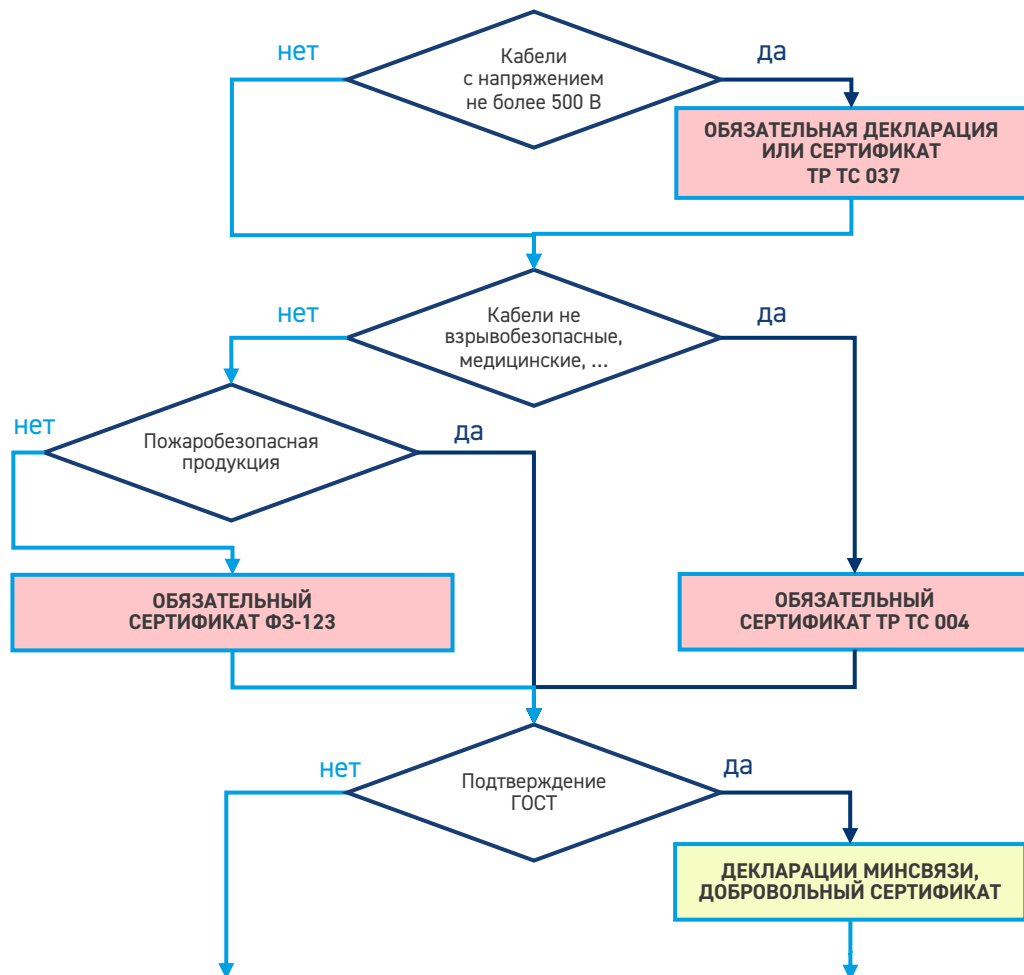 нет
Кабели
с напряжением
не более 500 В
да
ОБЯЗАТЕЛЬНАЯ ДЕКЛАРАЦИЯ
ИЛИ СЕРТИФИКАТ
ТР ТС 037
нет
Кабели не
взрывобезопасные,
медицинские, ...
да
нет
Пожаробезопасная
продукция
да
ОБЯЗАТЕЛЬНЫЙ
СЕРТИФИКАТ ФЗ-123
ОБЯЗАТЕЛЬНЫЙ
СЕРТИФИКАТ ТР ТС 004
нет
Подтверждение
ГОСТ
да
ДЕКЛАРАЦИИ МИНСВЯЗИ,
ДОБРОВОЛЬНЫЙ СЕРТИФИКАТ